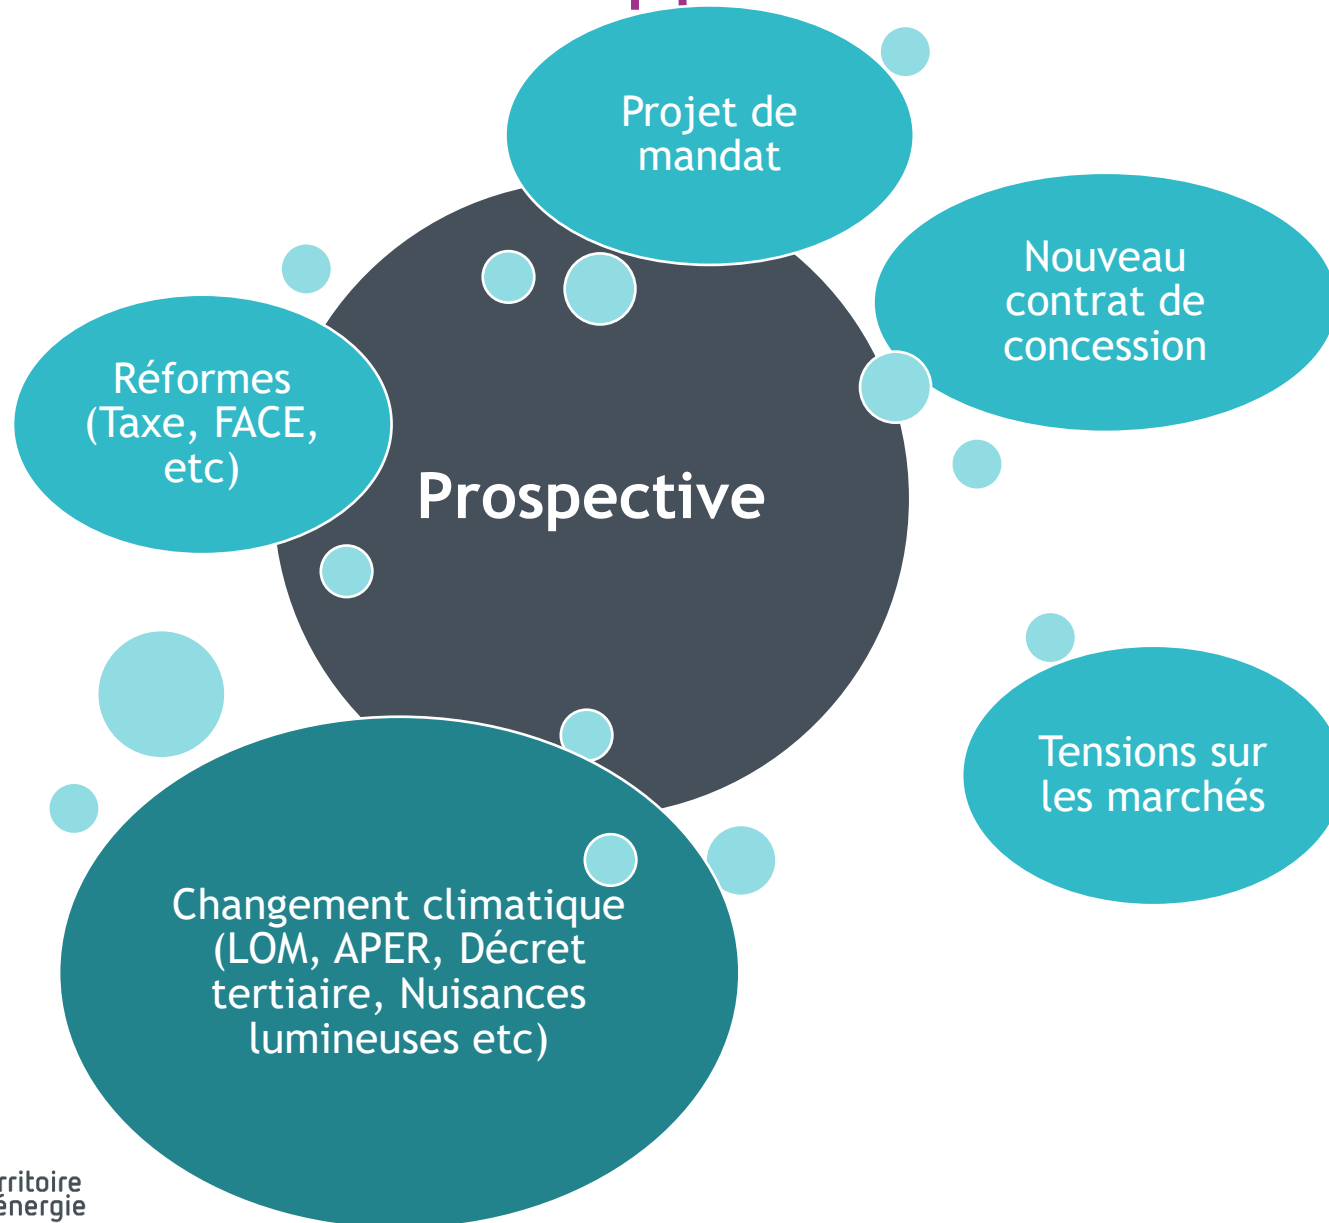 Projet de
mandat
Nouveau
contrat de
concession
Réformes
(Taxe, FACE,
etc)
Prospective
Tensions sur
les marchés
Changement climatique
(LOM, APER, Décret
tertiaire, Nuisances
lumineuses etc)
rritoire
énergie